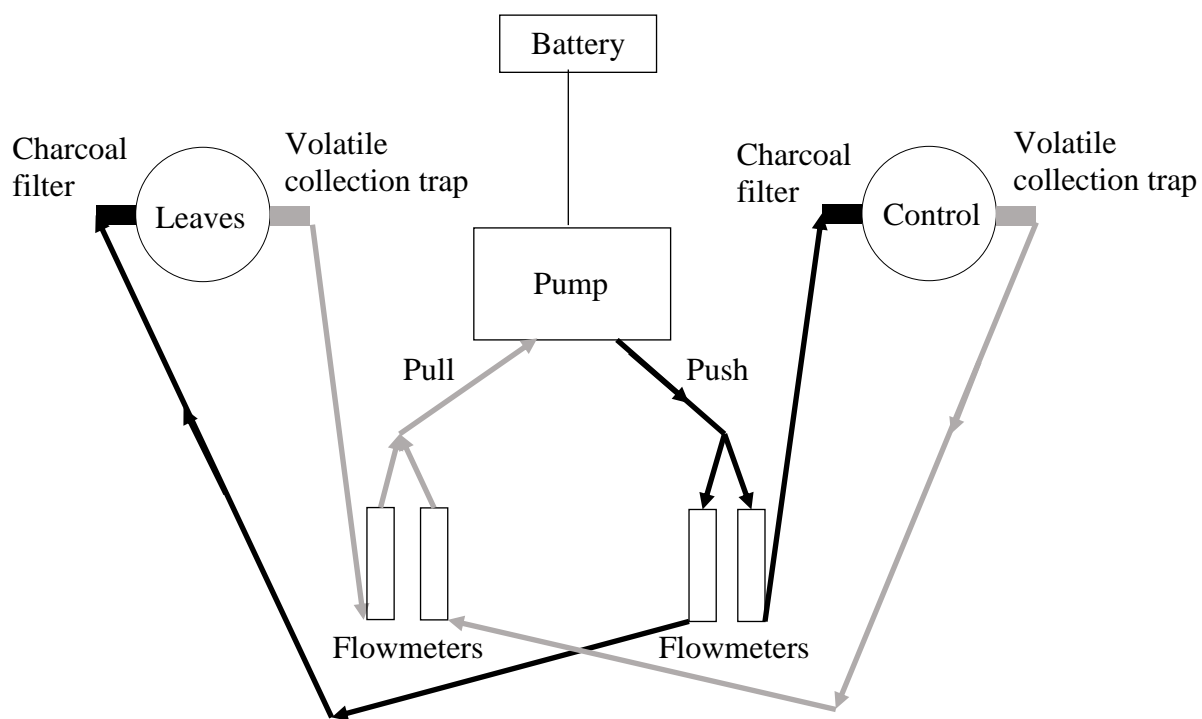 Battery
Charcoal
filter
Volatile
collection trap
Leaves
Charcoal
filter
Volatile
collection trap
Control
Pump
Pull
Push
Flowmeters
Flowmeters